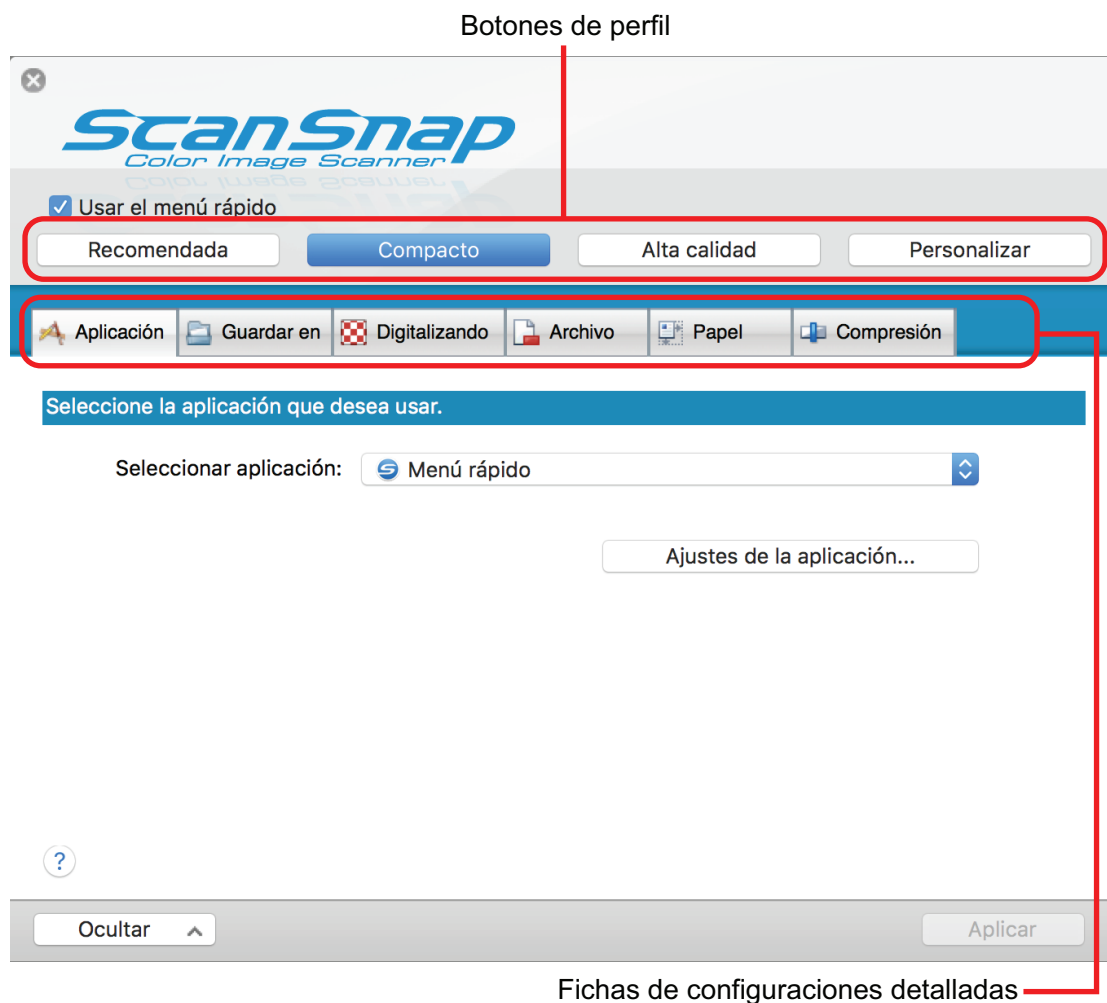 Botones de perfil
ScanSnap
Color Image Scanner
Usar el menú rápido
Recomendada Compacto Alta calidad Personalizar
Aplicación Guardar en Digitalizando Archivo Papel Compresión
Seleccione la aplicación que desea usar.
Seleccionar aplicación: Menú rápido
Ajustes de la aplicación...
?
Ocultar Aplicar
Fichas de configuraciones detalladas